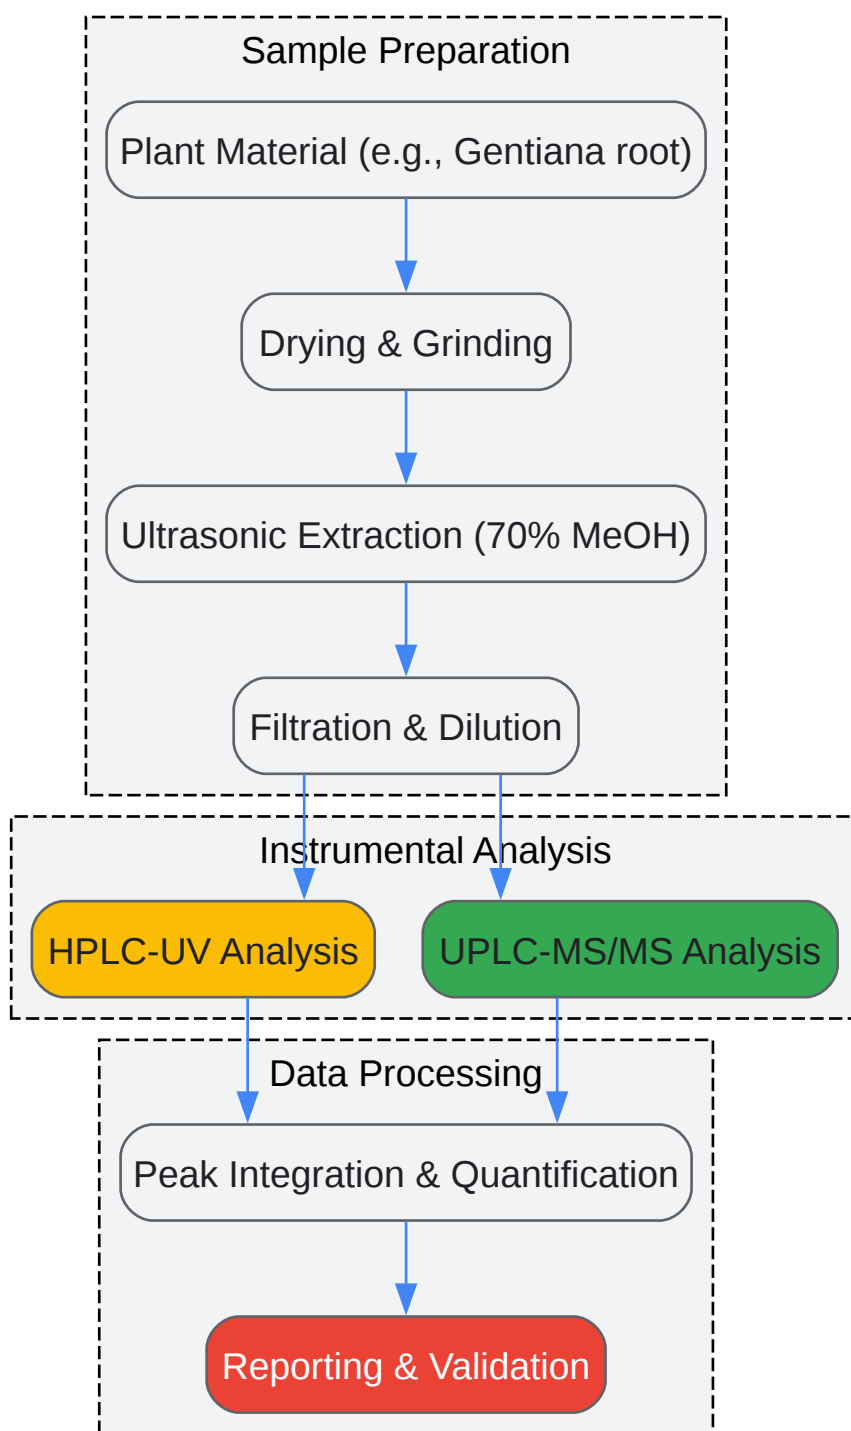 Sample Preparation
Plant Material (e.g., Gentiana root)
Drying & Grinding
Ultrasonic Extraction (70% MeOH)
Filtration & Dilution
Instrumental Analysis
HPLC-UV Analysis
UPLC-MS/MS Analysis
Data Processing
Peak Integration & Quantification
Reporting & Validation